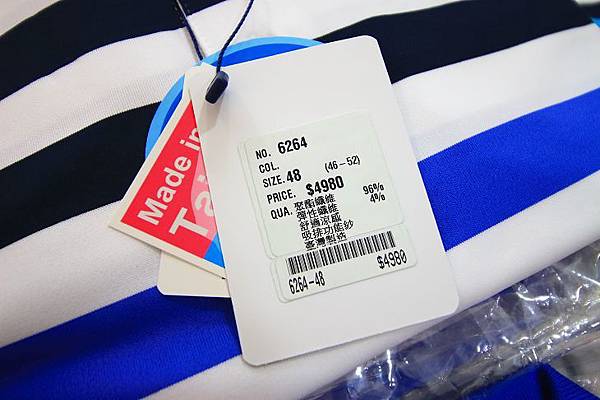 Made in
Tai
NO. 6264
COL.
SIZE. 48 (46-52)
PRICE. $4980
QUA. 聚酯纖維 96%
彈性纖維 4%
舒適涼感
吸排功能紗
臺灣製造
6264-48 $4980